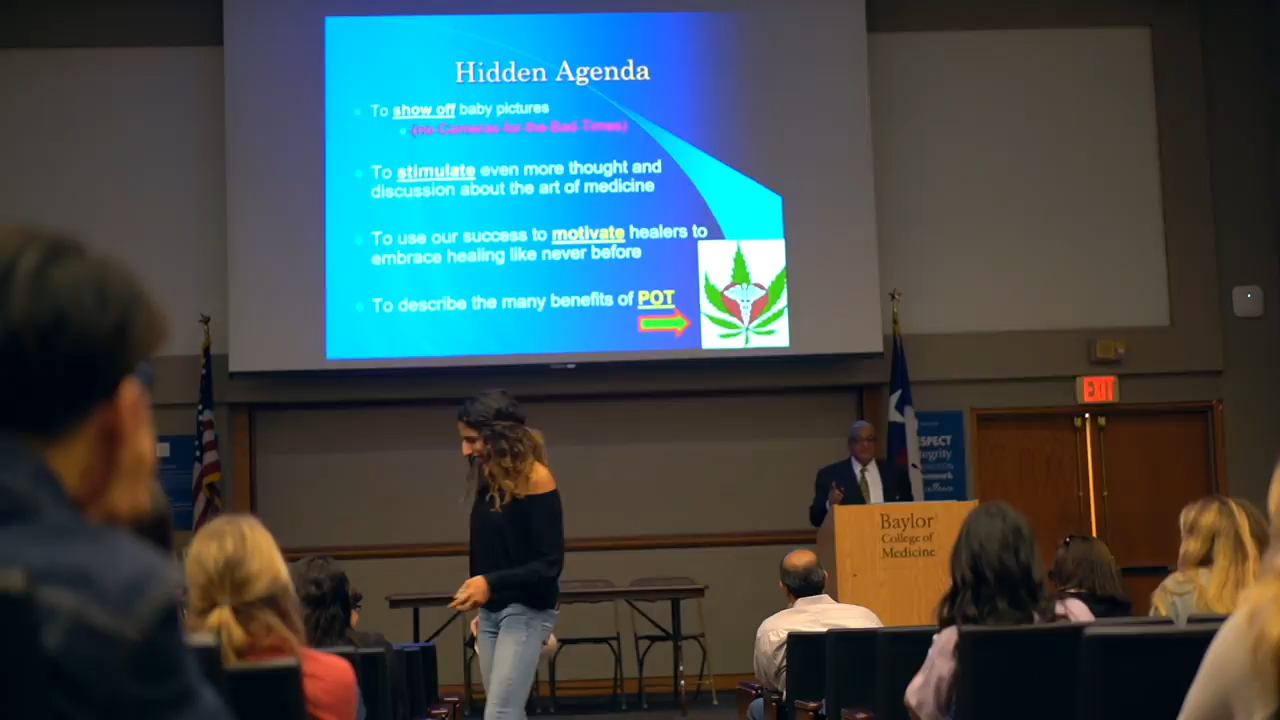 Hidden Agenda
To show off baby pictures
(no Cameras for the Bad Times)
To stimulate even more thought and
discussion about the art of medicine
To use our success to motivate healers to
embrace healing like never before
To describe the many benefits of POT
EXIT
ESPECT
tegrity
Baylor
College of
Medicine